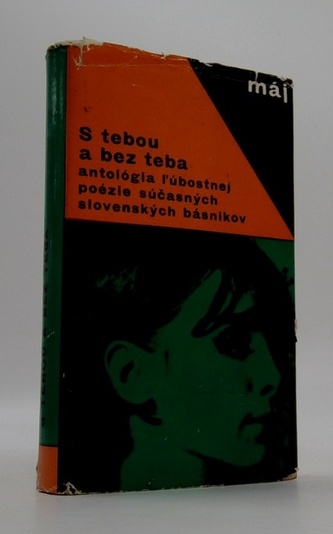 máj
S tebou
a bez teba
antológia ľúbostnej
poézie súčasných
slovenských básnikov